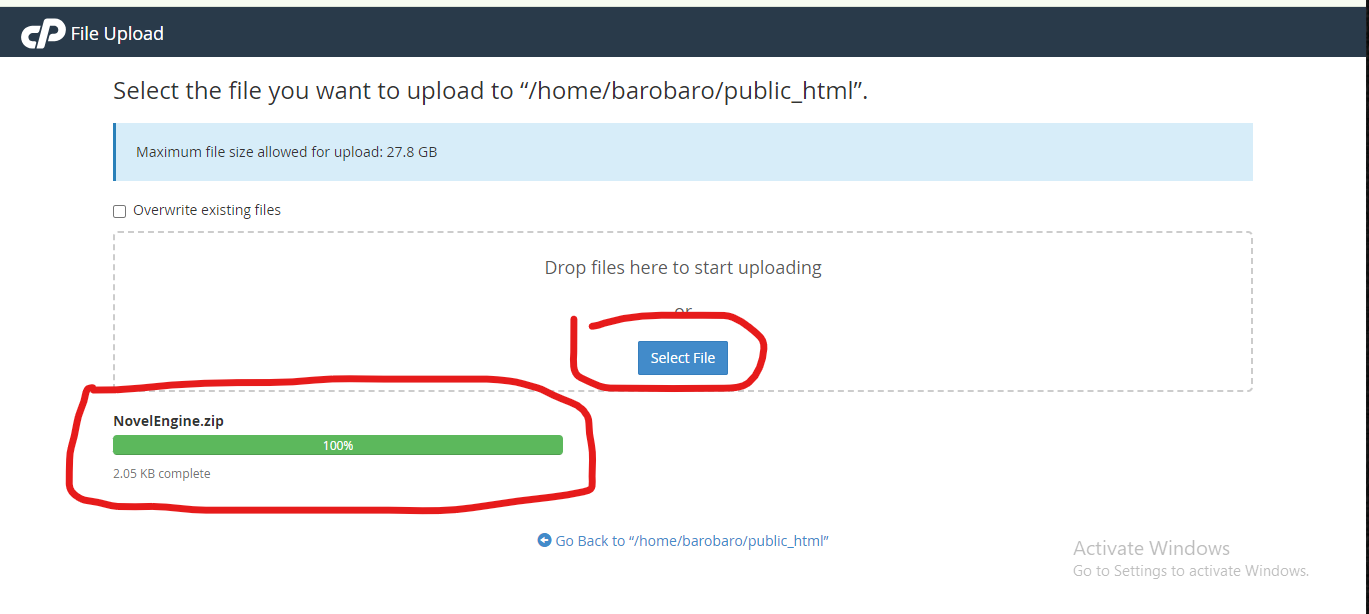 cP File Upload
Select the file you want to upload to “/home/barobaro/public_html”.
Maximum file size allowed for upload: 27.8 GB
Overwrite existing files
Drop files here to start uploading
or
Select File
NovelEngine.zip
100%
2.05 KB complete
Go Back to “/home/barobaro/public_html”
Activate Windows
Go to Settings to activate Windows.